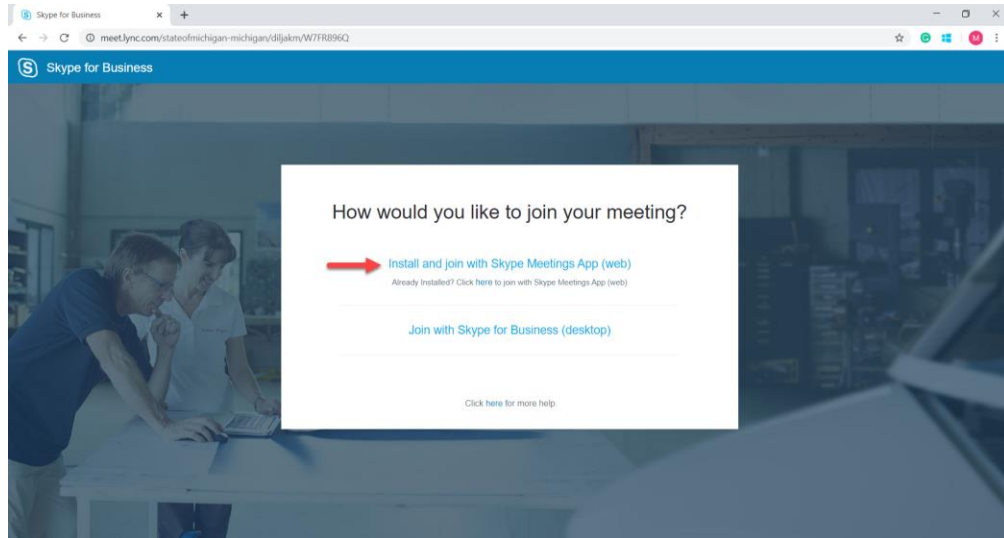 Skype for Business
meet.lync.com/stateofmichigan-michigan/diljakm/W7FR896Q
M
Skype for Business
How would you like to join your meeting?
Install and join with Skype Meetings App (web)
Already Installed? Click here to join with Skype Meetings App (web)
Join with Skype for Business (desktop)
Click here for more help